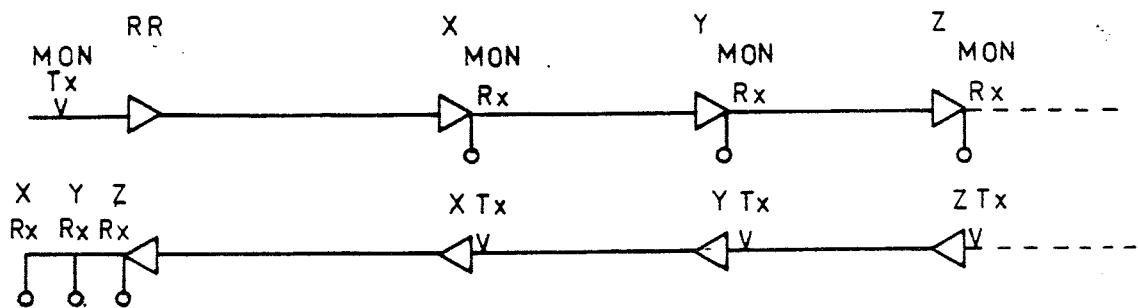 RR X Y Z
MON MON MON MON
Tx Rx Rx Rx
X Y Z X Tx Y Tx Z Tx
Rx Rx Rx